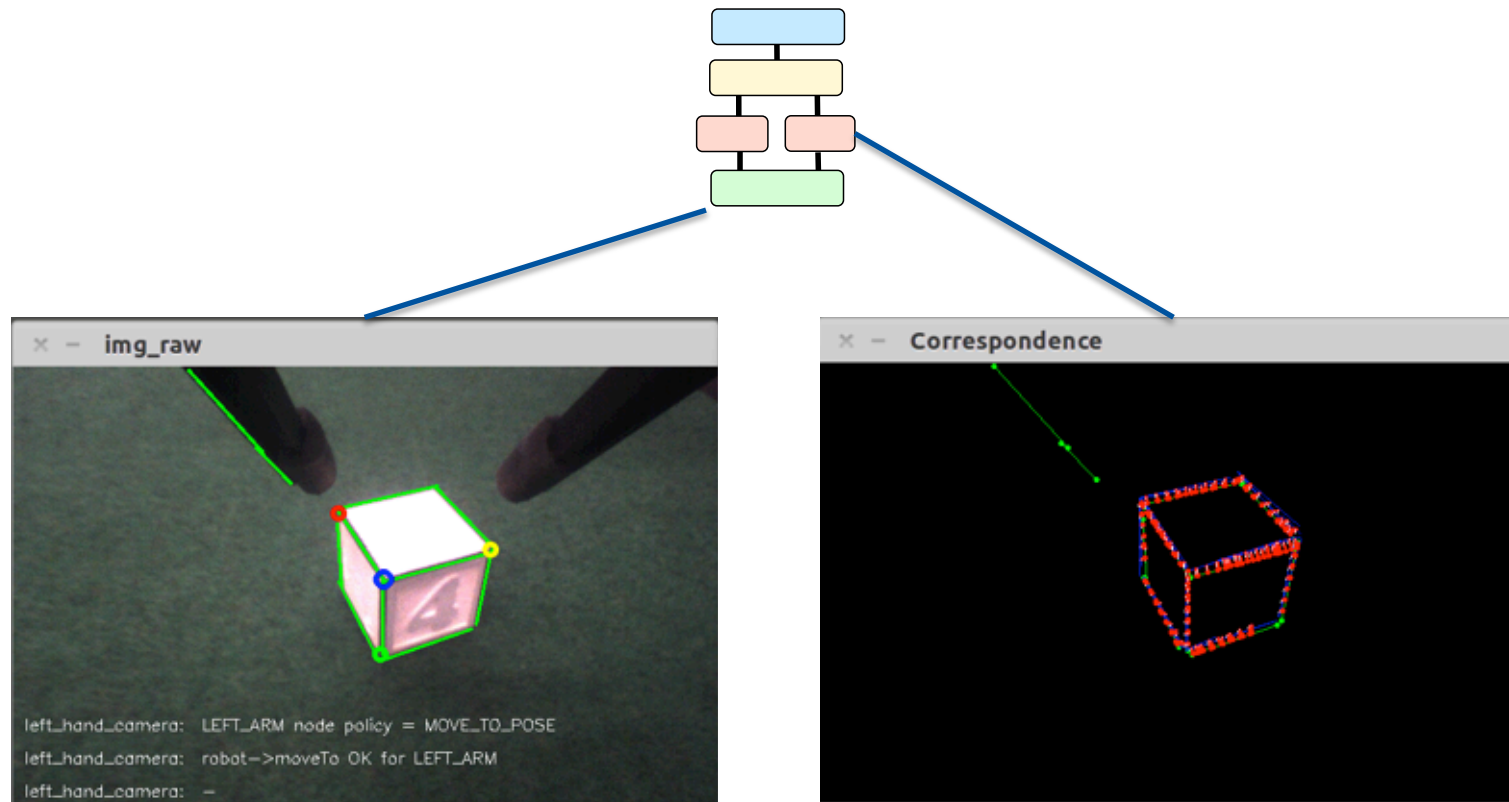 img_raw
Correspondence
4
left_hand_camera: LEFT_ARM node policy = MOVE_TO_POSE
left_hand_camera: robot->moveTo OK for LEFT_ARM
left_hand_camera: -